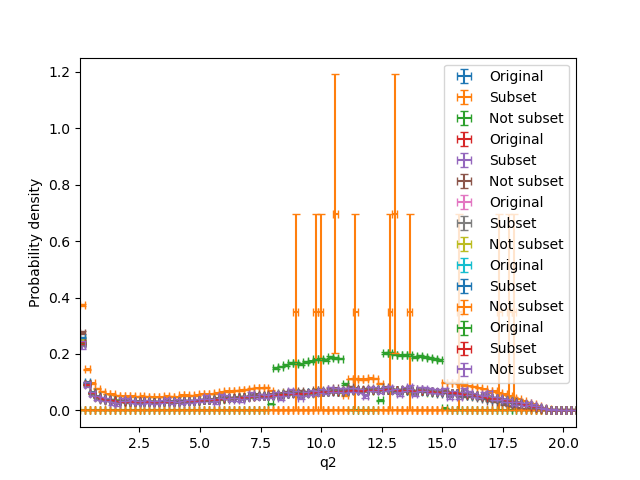 1.2
1.0
0.8
0.6
0.4
0.2
0.0
Probability density
2.5 5.0 7.5 10.0 12.5 15.0 17.5 20.0
q2
Original
Subset
Not subset
Original
Subset
Not subset
Original
Subset
Not subset
Original
Subset
Not subset
Original
Subset
Not subset